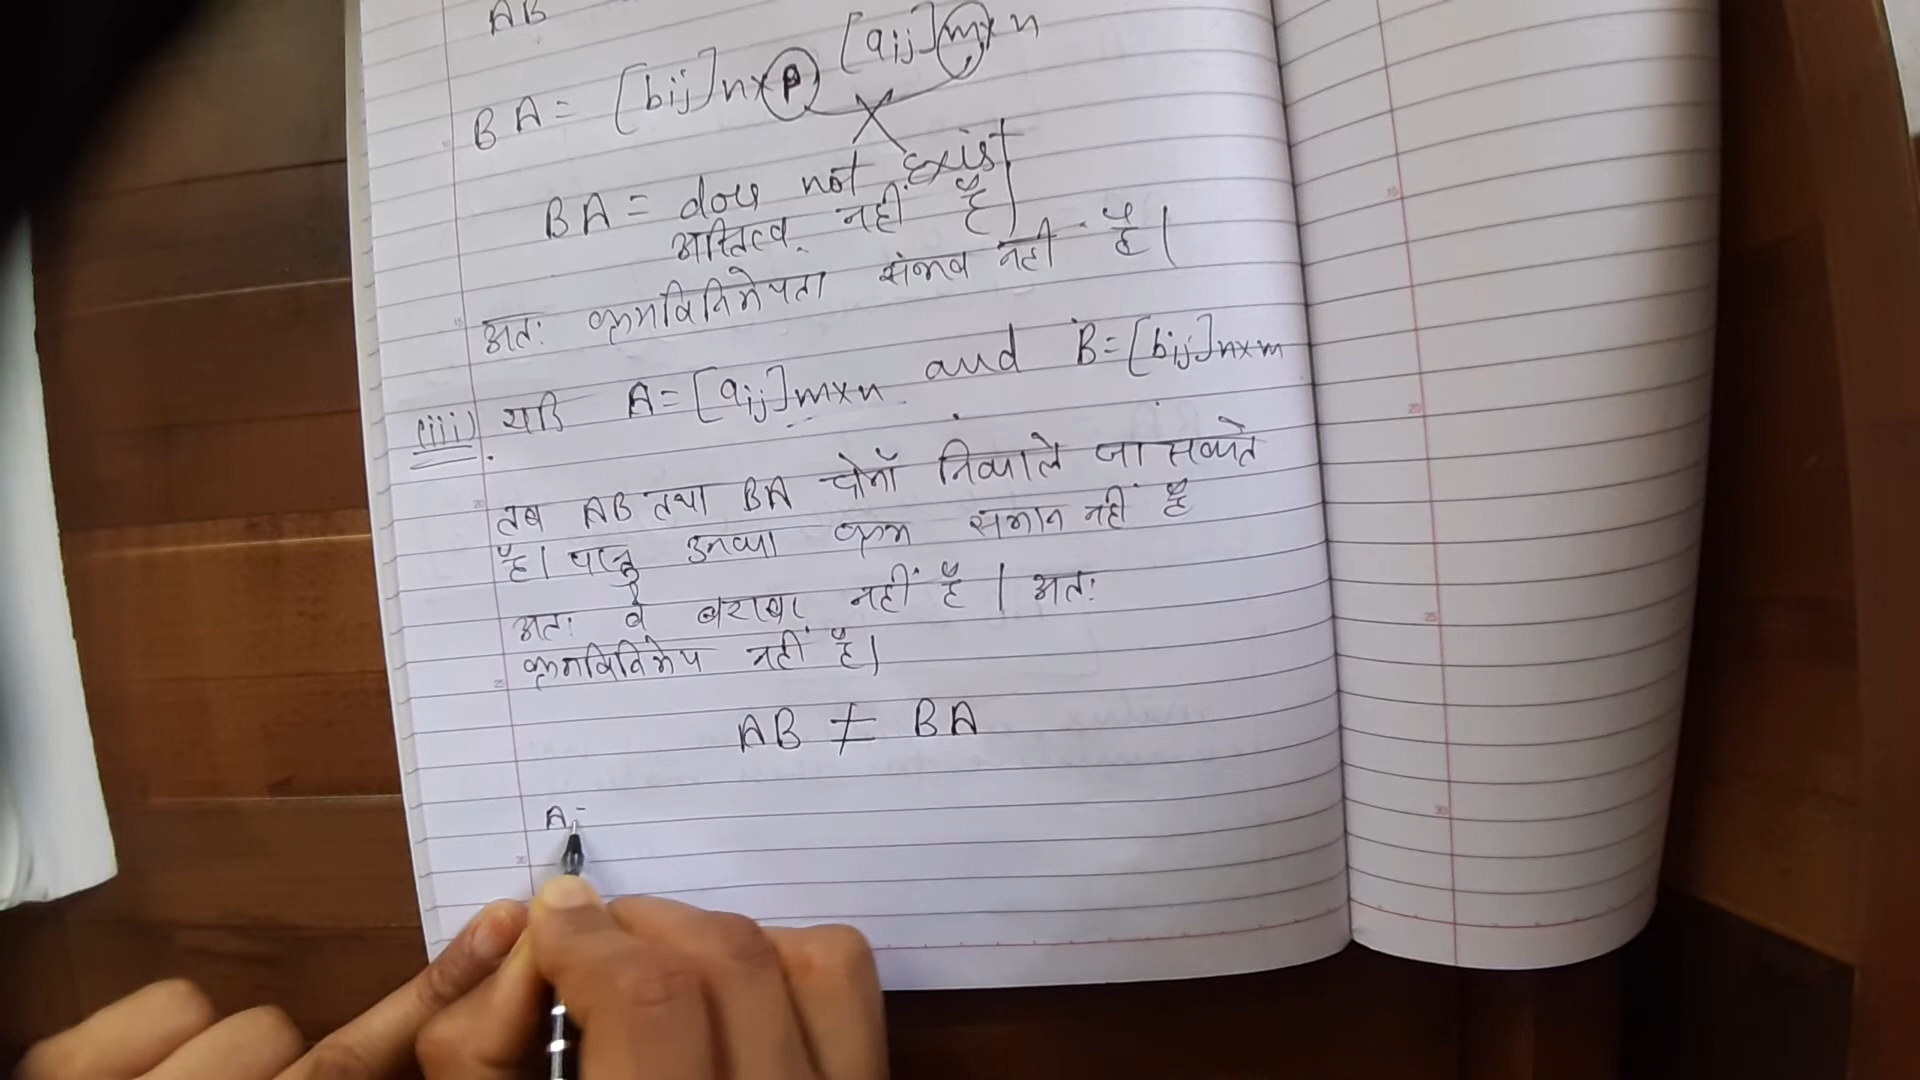 AB
BA = [bij]n×p [aij]m×n
BA = does not exist
अस्तित्व नहीं है।
अतः क्रमविनिमेयता संभव नहीं है।
(iii). यदि A = [aij]m×n and B = [bij]n×m
तब AB तथा BA दोनों निकाले जा सकते
है। परन्तु उनका क्रम समान नहीं है
अतः वे बराबर नहीं है। अतः
क्रमविनिमेय नहीं है।
AB ≠ BA
A =